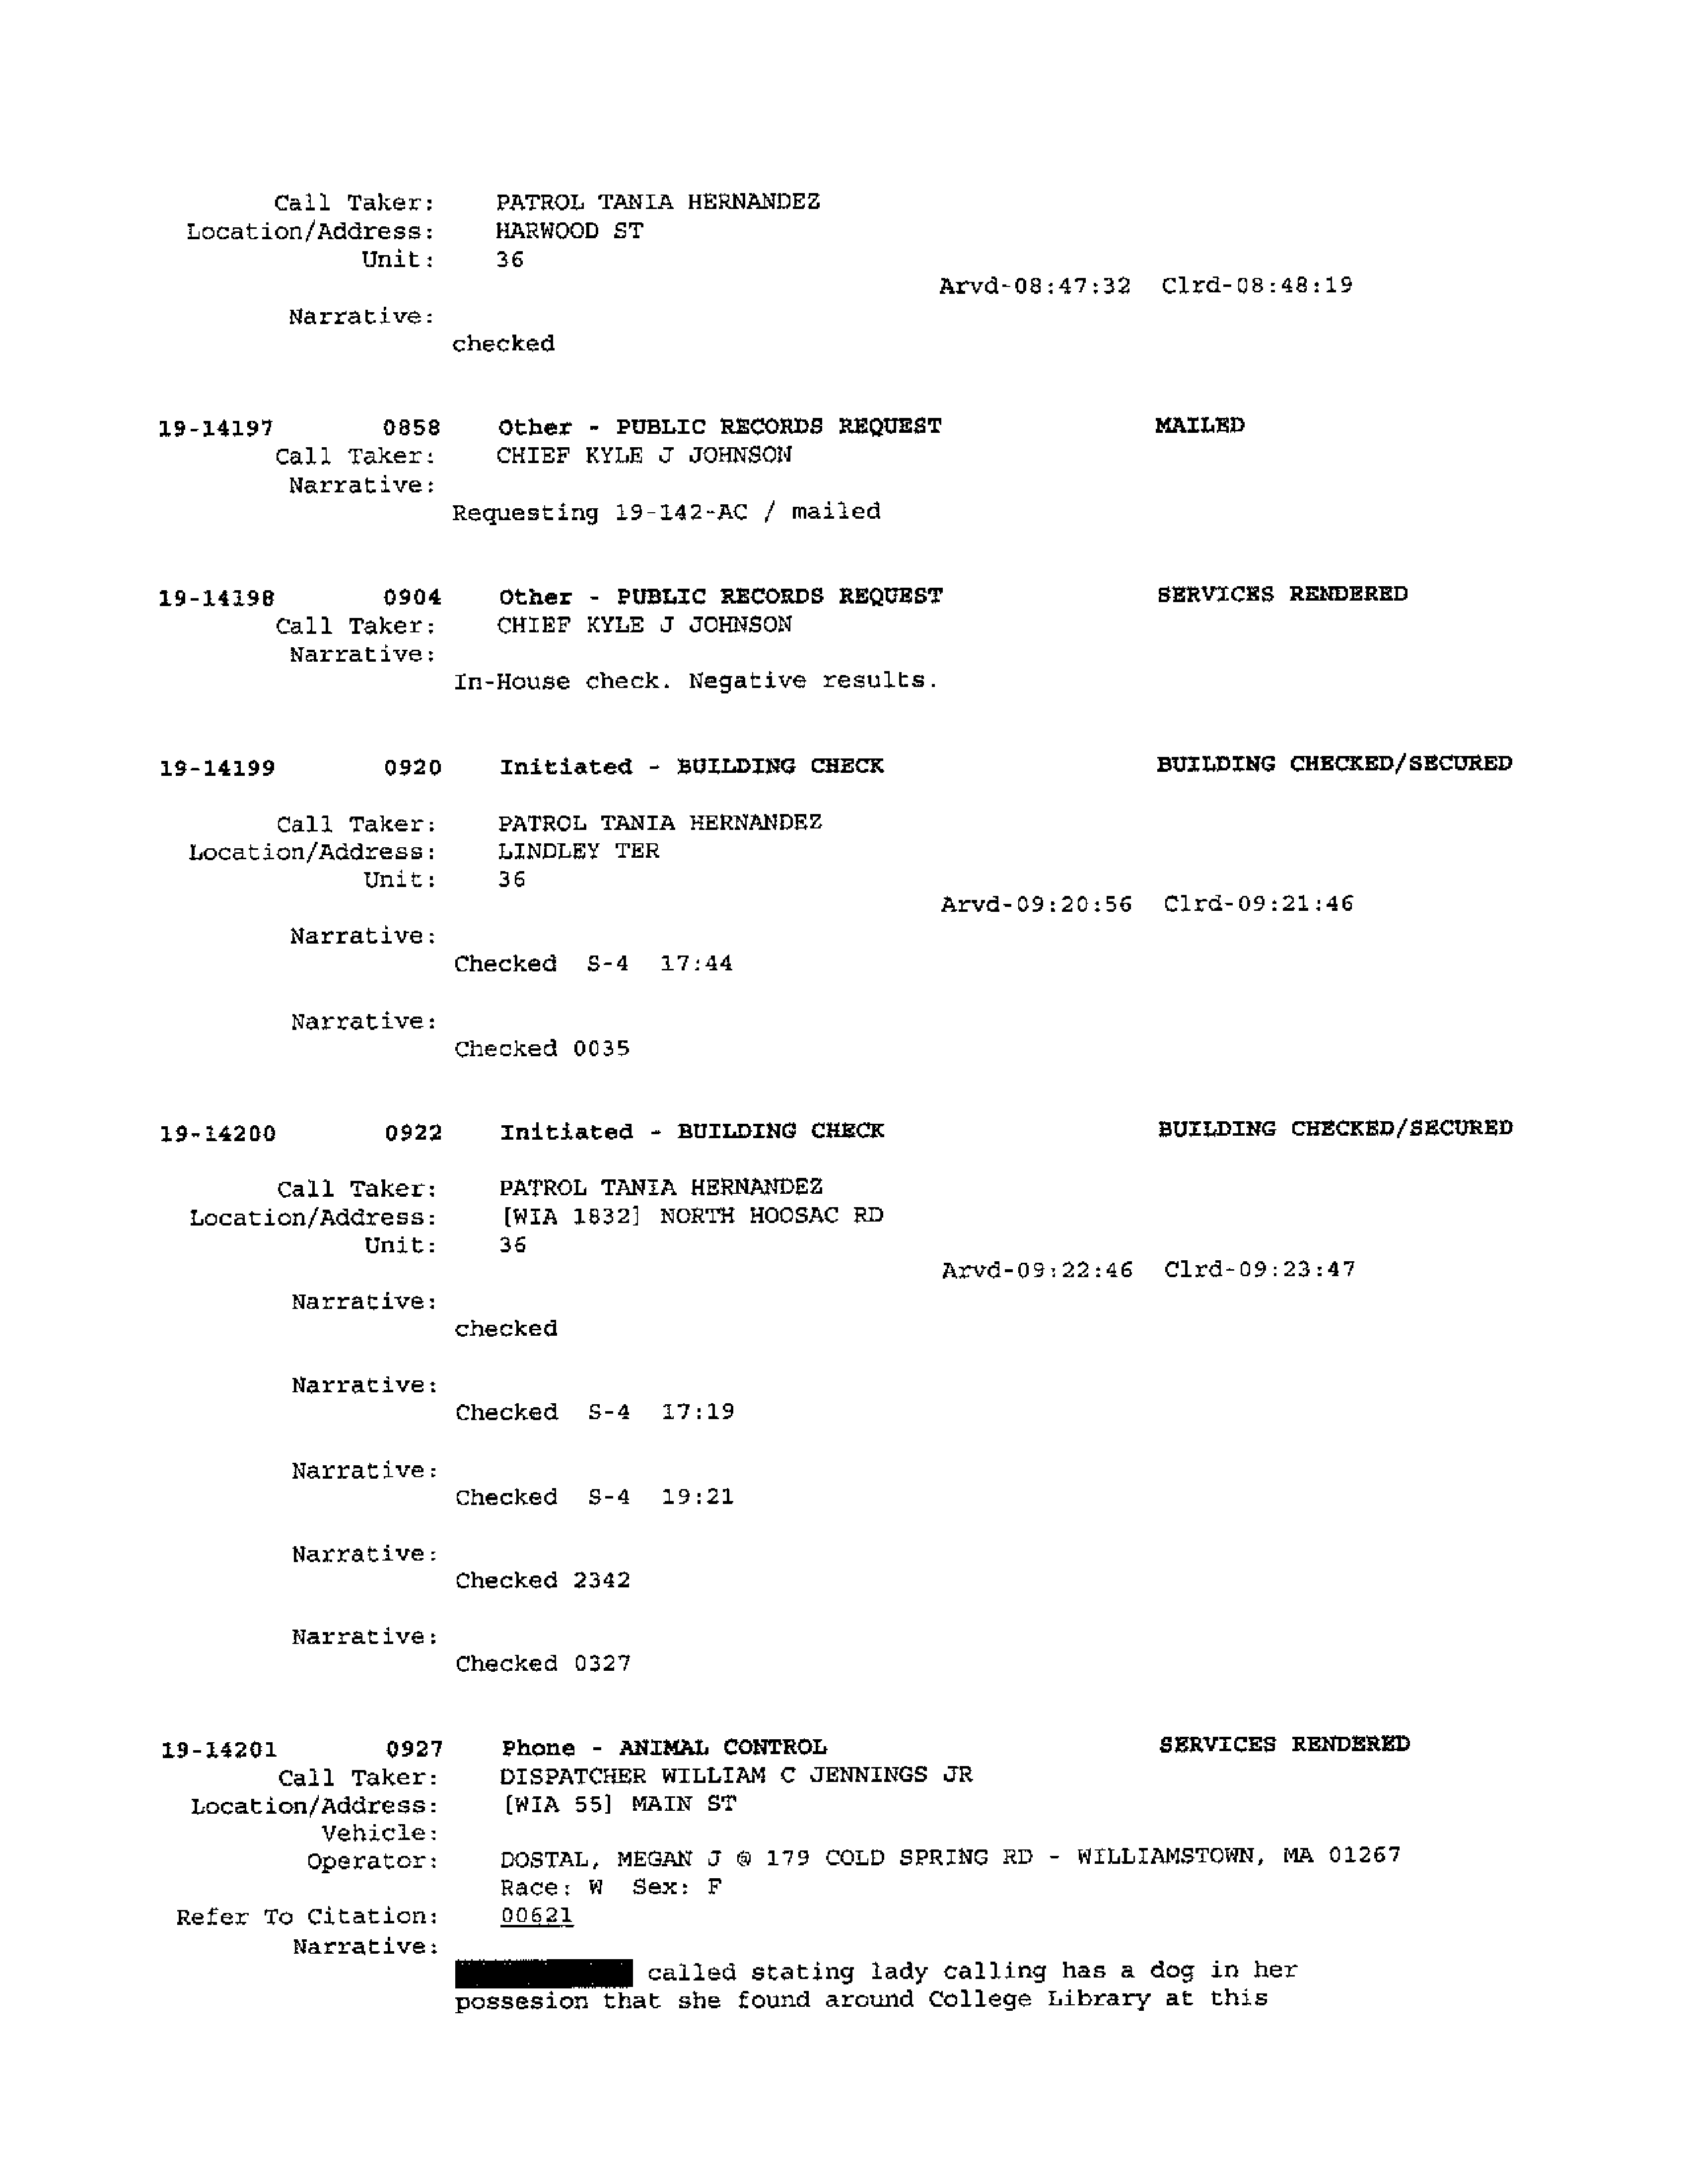 Call Taker: PATROL TANIA HERNANDEZ
Location/Address: HARWOOD ST
Unit: 36
Arvd-08:47:32 Clrd-08:48:19
Narrative:
checked
19-14197 0858 Other - PUBLIC RECORDS REQUEST MAILED
Call Taker: CHIEF KYLE J JOHNSON
Narrative:
Requesting 19-142-AC / mailed
19-14198 0904 Other - PUBLIC RECORDS REQUEST SERVICES RENDERED
Call Taker: CHIEF KYLE J JOHNSON
Narrative:
In-House check. Negative results.
19-14199 0920 Initiated - BUILDING CHECK BUILDING CHECKED/SECURED
Call Taker: PATROL TANIA HERNANDEZ
Location/Address: LINDLEY TER
Unit: 36
Arvd-09:20:56 Clrd-09:21:46
Narrative:
Checked S-4 17:44
Narrative:
Checked 0035
19-14200 0922 Initiated - BUILDING CHECK BUILDING CHECKED/SECURED
Call Taker: PATROL TANIA HERNANDEZ
Location/Address: [WIA 1832] NORTH HOOSAC RD
Unit: 36
Arvd-09:22:46 Clrd-09:23:47
Narrative:
checked
Narrative:
Checked S-4 17:19
Narrative:
Checked S-4 19:21
Narrative:
Checked 2342
Narrative:
Checked 0327
19-14201 0927 Phone - ANIMAL CONTROL SERVICES RENDERED
Call Taker: DISPATCHER WILLIAM C JENNINGS JR
Location/Address: [WIA 55] MAIN ST
Vehicle:
Operator: DOSTAL, MEGAN J @ 179 COLD SPRING RD - WILLIAMSTOWN, MA 01267
Race: W Sex: F
Refer To Citation: 00621
Narrative:
called stating lady calling has a dog in her
possesion that she found around College Library at this